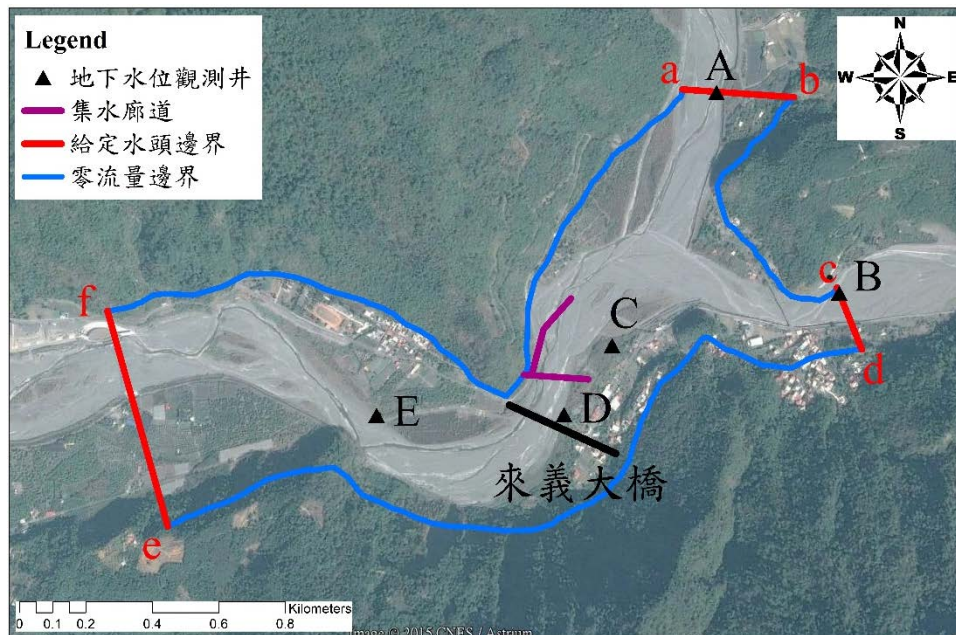 Legend
地下水位觀測井
集水廊道
給定水頭邊界
零流量邊界
N
W
E
S
a
A
b
c
B
d
C
f
E
D
來義大橋
e
Kilometers
0
0.1
0.2
0.4
0.6
0.8
Image © 2015 CNES / Astrium